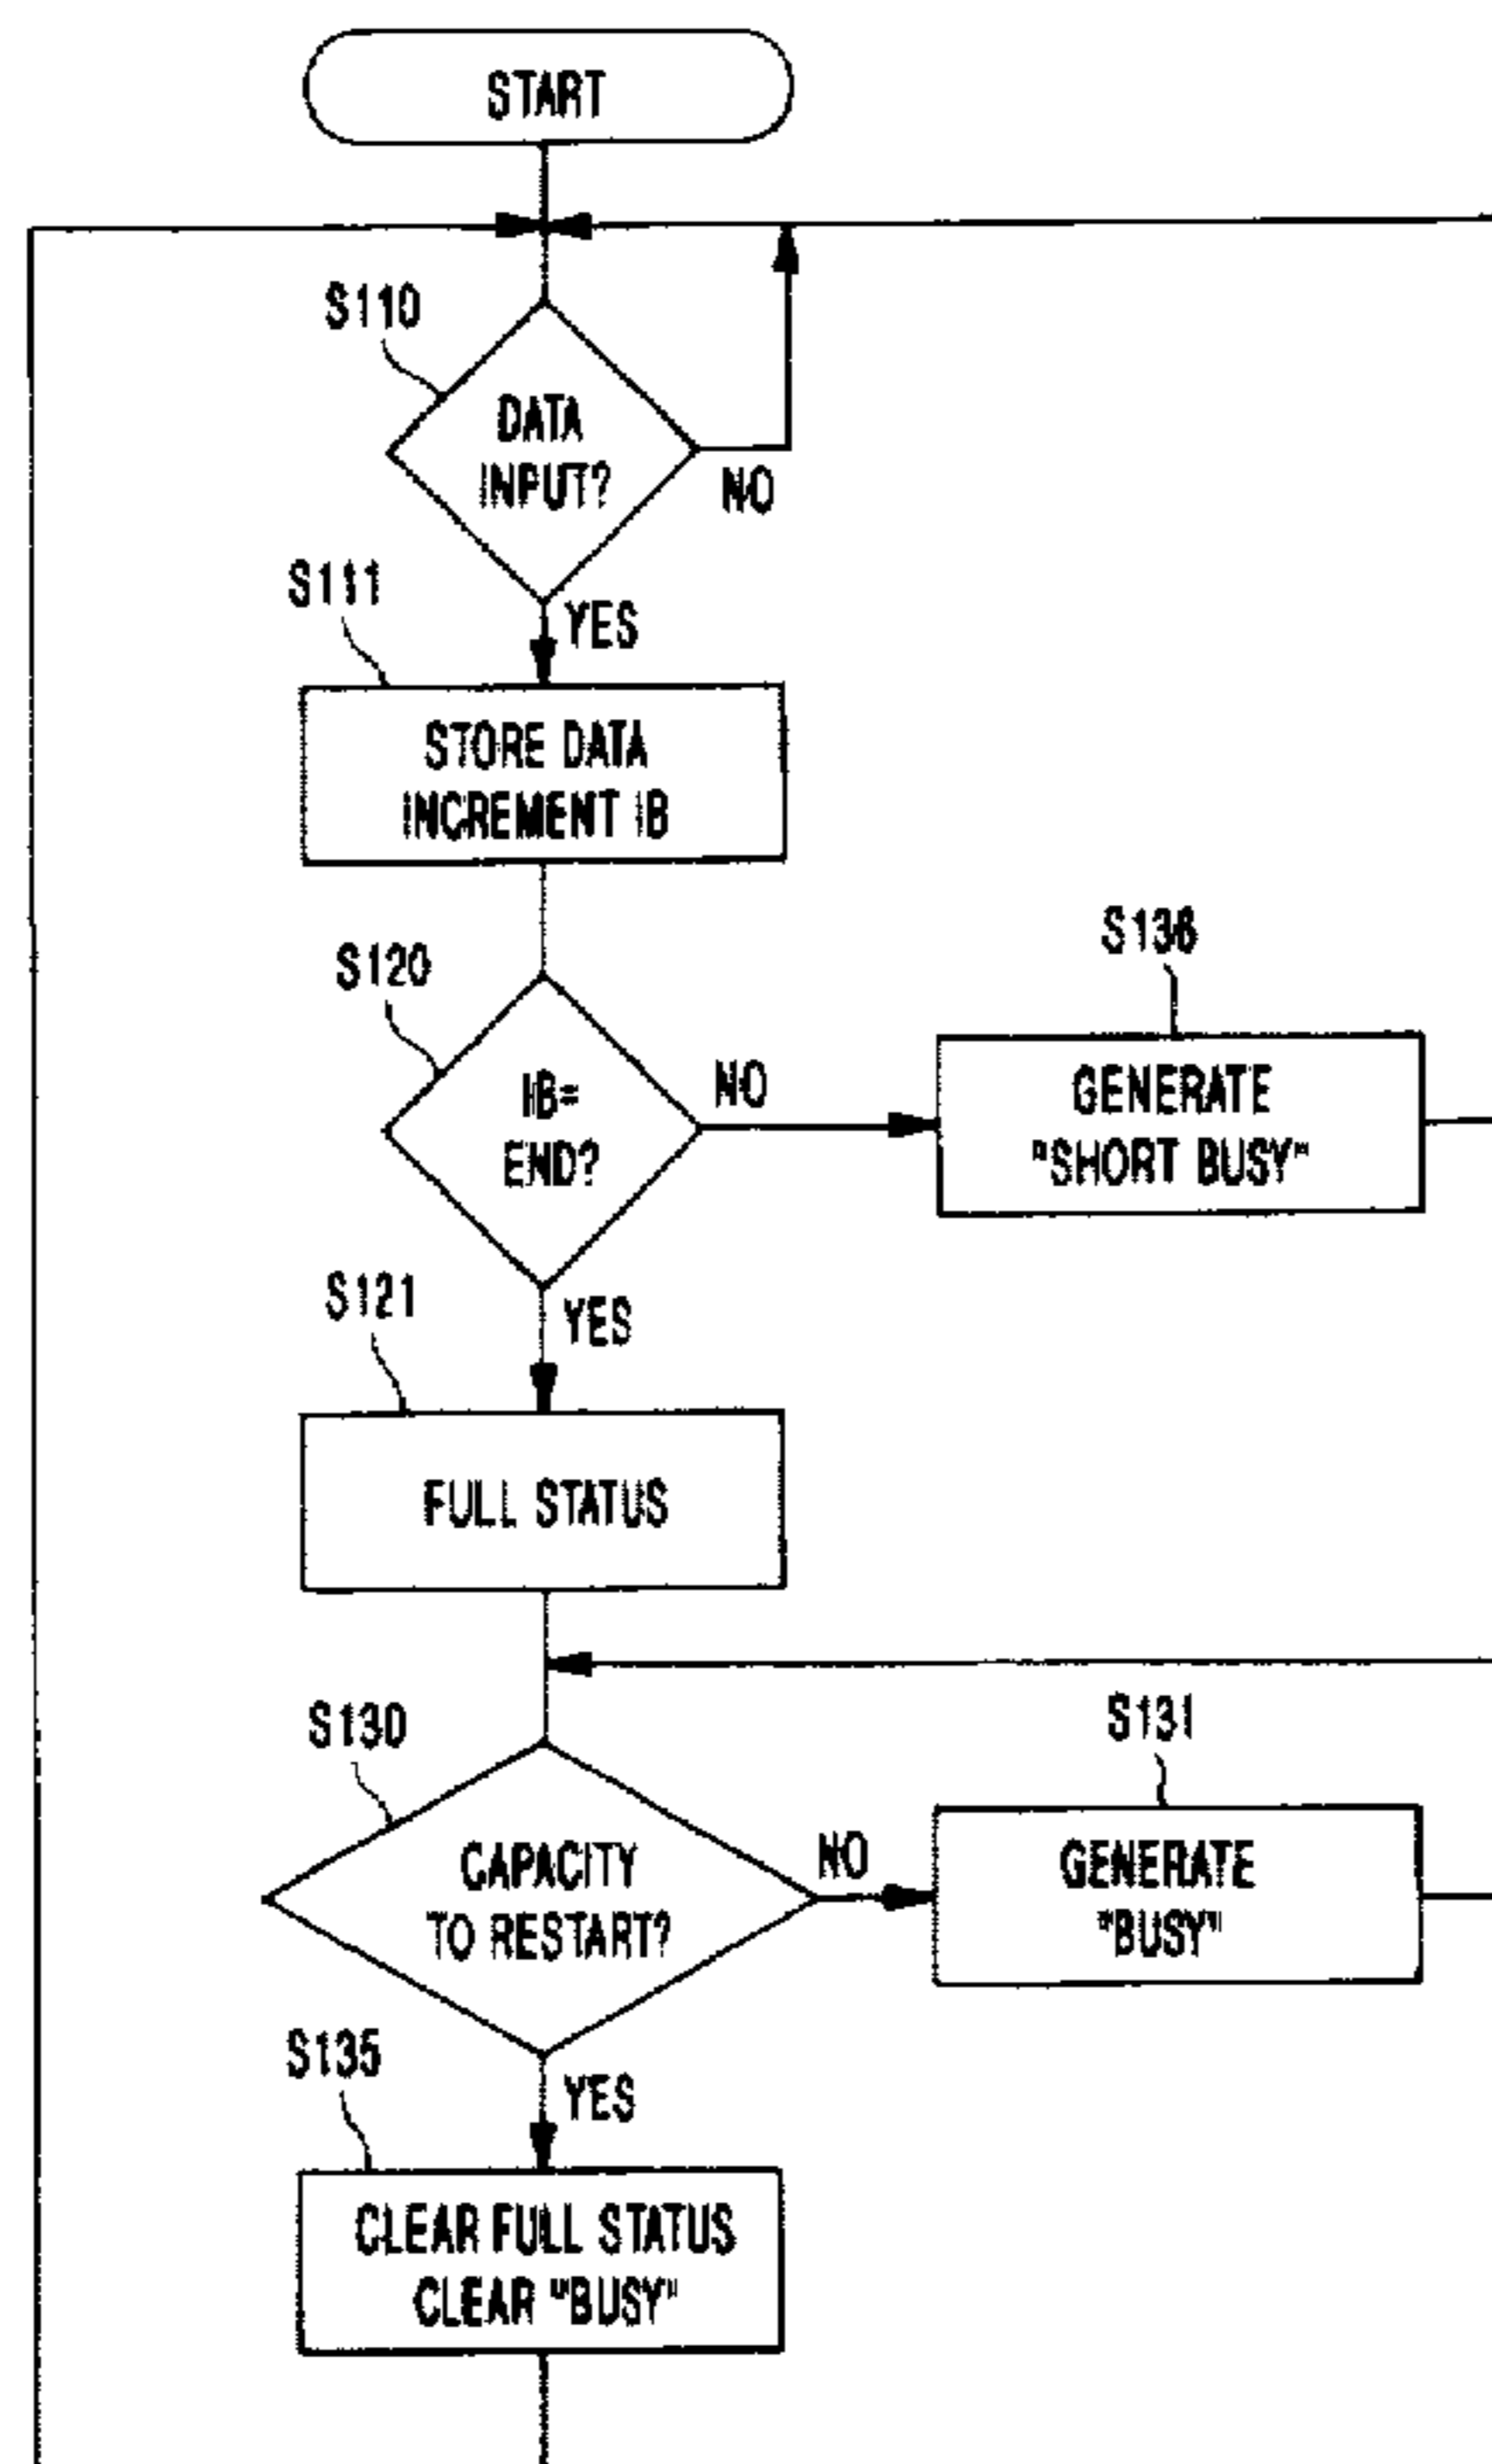 START
S110
DATA
INPUT?
NO
S111
YES
STORE DATA
INCREMENT IB
S120
IB=
END?
NO
S136
GENERATE
"SHORT BUSY"
S121
YES
FULL STATUS
S130
CAPACITY
TO RESTART?
NO
S131
GENERATE
"BUSY"
S135
YES
CLEAR FULL STATUS
CLEAR "BUSY"